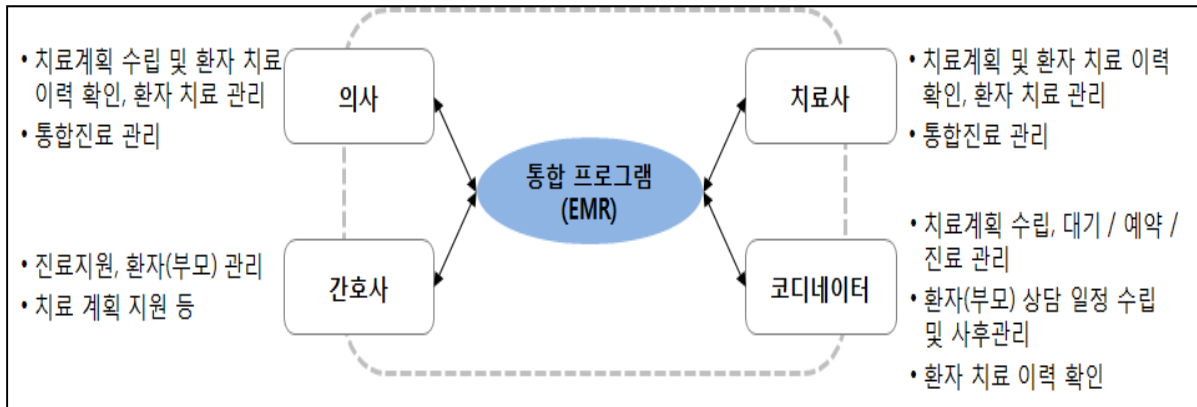 • 치료계획 수립 및 환자 치료
이력 확인, 환자 치료 관리
• 통합진료 관리
의사
치료사
• 치료계획 및 환자 치료 이력
확인, 환자 치료 관리
• 통합진료 관리
통합 프로그램
(EMR)
• 진료지원, 환자(부모) 관리
• 치료 계획 지원 등
간호사
코디네이터
• 치료계획 수립, 대기 / 예약 /
진료 관리
• 환자(부모) 상담 일정 수립
및 사후관리
• 환자 치료 이력 확인